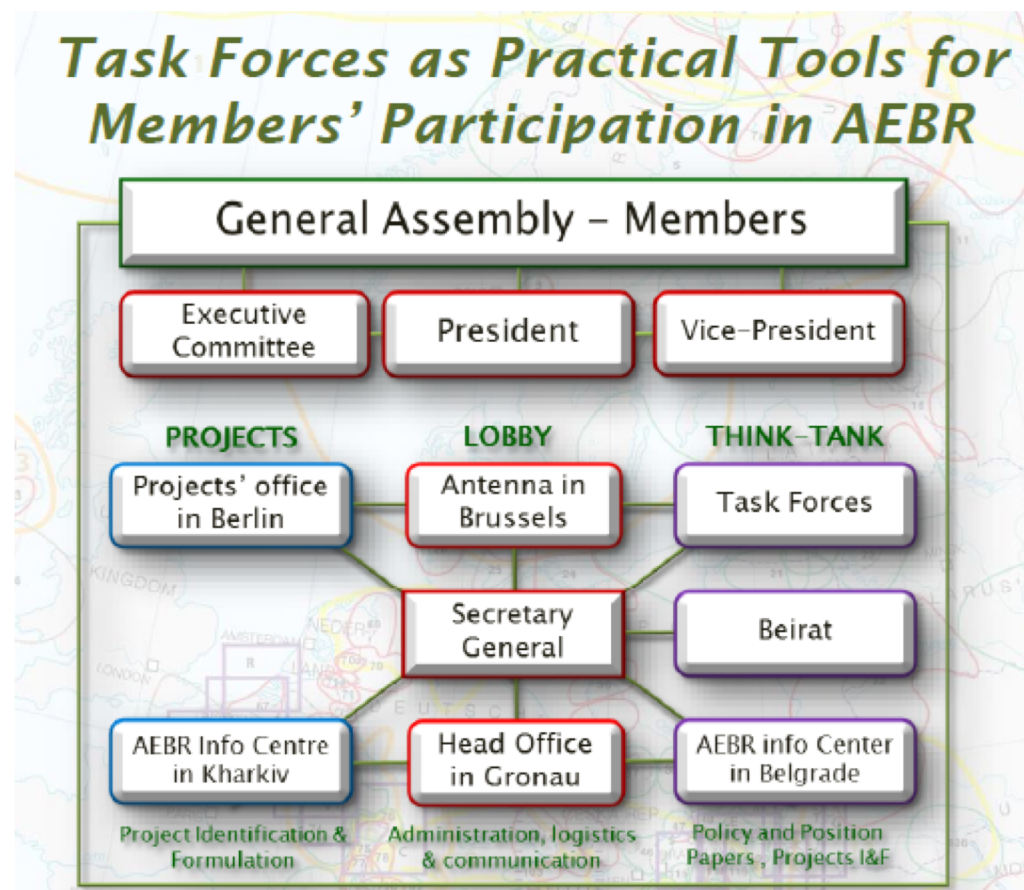 Task Forces as Practical Tools for
Members' Participation in AEBR
General Assembly – Members
Executive
Committee
President
Vice-President
PROJECTS
LOBBY
THINK-TANK
Projects' office
in Berlin
Antenna in
Brussels
Task Forces
Secretary
General
Beirat
AEBR Info Centre
in Kharkiv
Head Office
in Gronau
AEBR info Center
in Belgrade
Project Identification &
Formulation
Administration, logistics
& communication
Policy and Position
Papers , Projects I&F
KINGDOM
AMSTERDAM
LONDON